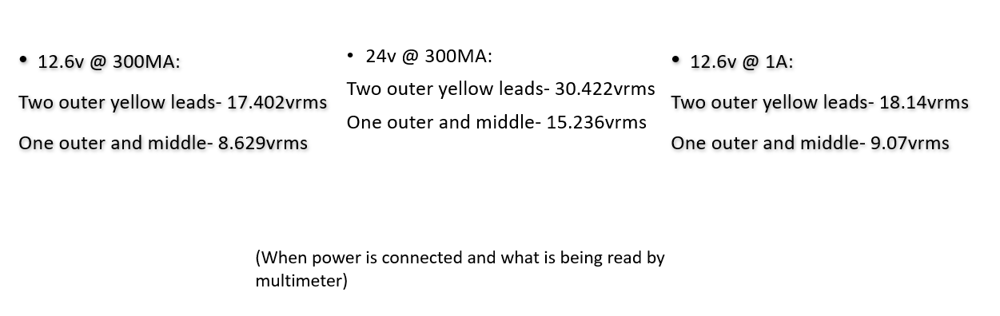 • 12.6v @ 300MA:
Two outer yellow leads- 17.402vrms
One outer and middle- 8.629vrms
• 24v @ 300MA:
Two outer yellow leads- 30.422vrms
One outer and middle- 15.236vrms
• 12.6v @ 1A:
Two outer yellow leads- 18.14vrms
One outer and middle- 9.07vrms
(When power is connected and what is being read by
multimeter)